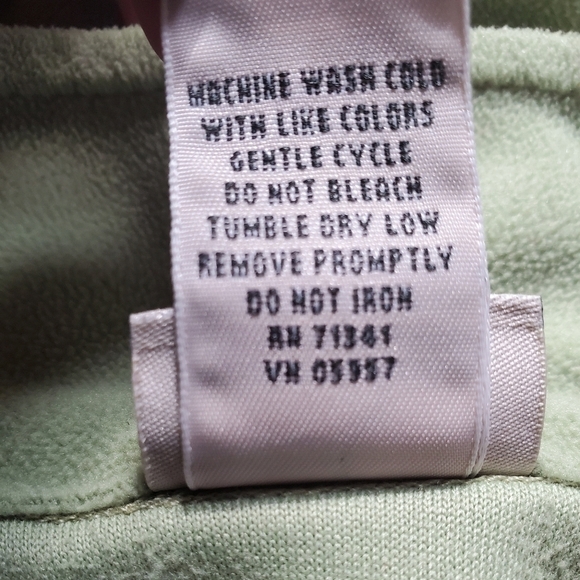 MACHINE WASH COLD
WITH LIKE COLORS
GENTLE CYCLE
DO NOT BLEACH
TUMBLE DRY LOW
REMOVE PROMPTLY
DO NOT IRON
RN 71341
VN